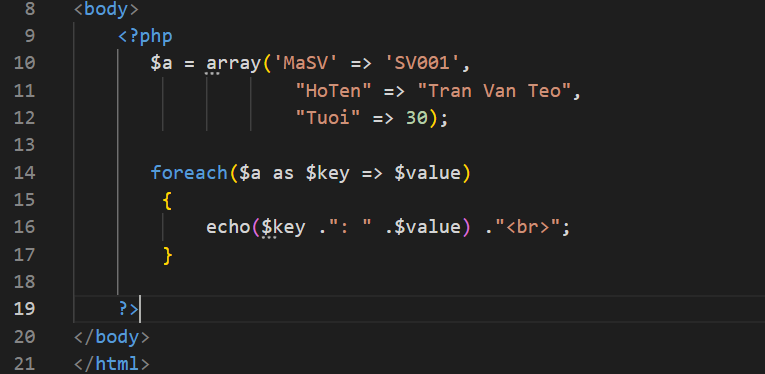 8 <body>
9 <?php
10 $a = array('MaSV' => 'SV001',
11 "HoTen" => "Tran Van Teo",
12 "Tuoi" => 30);
13
14 foreach($a as $key => $value)
15 {
16 echo($key .": " .$value) ."<br>";
17 }
18
19 ?>
20 </body>
21 </html>